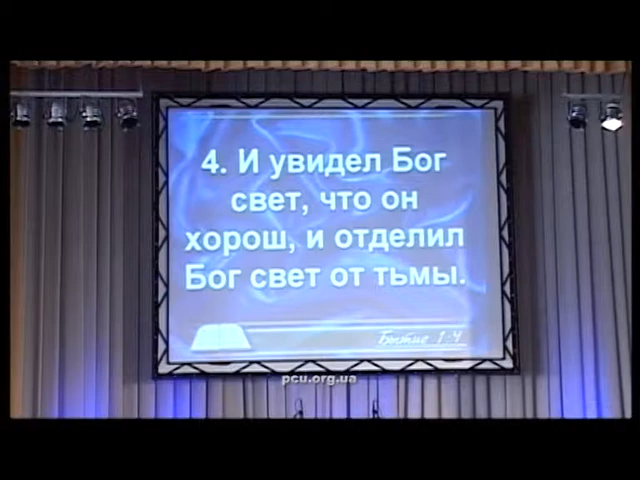 4. И увидел Бог
свет, что он
хорош, и отделил
Бог свет от тьмы.
Бытие 1:4
pcu.org.ua